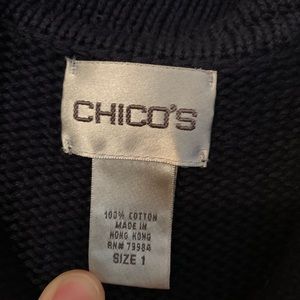 CHICO'S
100% COTTON
MADE IN
HONG KONG
RN# 79984
SIZE 1